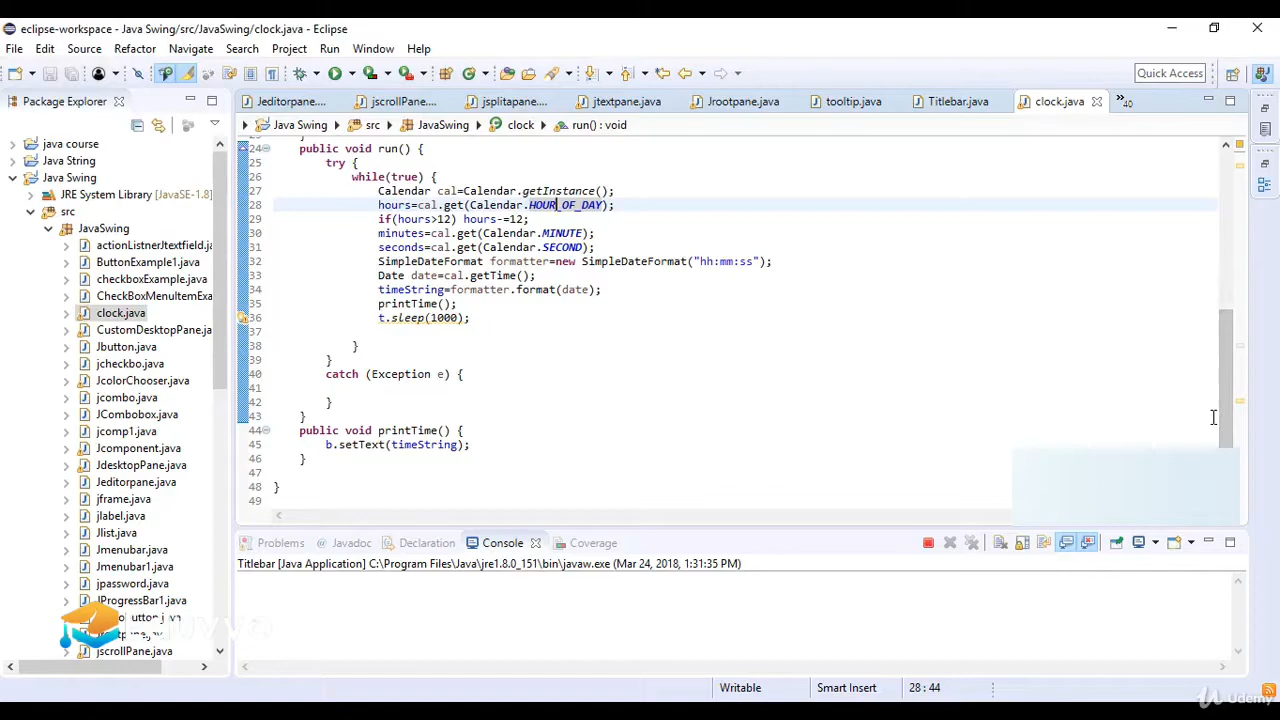 eclipse-workspace - Java Swing/src/JavaSwing/clock.java - Eclipse
File Edit Source Refactor Navigate Search Project Run Window Help
Quick Access
Package Explorer
Jeditorpane.... jscrollPane.... jsplitapane.... jtextpane.java Jrootpane.java tooltip.java Titlebar.java clock.java »40
Java Swing src JavaSwing clock run() : void
java course
Java String
Java Swing
JRE System Library [JavaSE-1.8]
src
JavaSwing
actionListnerJtextfield.ja
ButtonExample1.java
checkboxExample.java
CheckBoxMenuItemExa
clock.java
CustomDesktopPane.ja
Jbutton.java
jcheckbo.java
JcolorChooser.java
jcombo.java
JCombobox.java
jcomp1.java
Jcomponent.java
JdesktopPane.java
Jeditorpane.java
jframe.java
jlabel.java
Jlist.java
Jmenubar.java
Jmenubar1.java
jpassword.java
JProgressBar1.java
jscrollPane.java
24 public void run() {
25 try {
26 while(true) {
27 Calendar cal=Calendar.getInstance();
28 hours=cal.get(Calendar.HOUR_OF_DAY);
29 if(hours>12) hours-=12;
30 minutes=cal.get(Calendar.MINUTE);
31 seconds=cal.get(Calendar.SECOND);
32 SimpleDateFormat formatter=new SimpleDateFormat("hh:mm:ss");
33 Date date=cal.getTime();
34 timeString=formatter.format(date);
35 printTime();
36 t.sleep(1000);
37
38 }
39 }
40 catch (Exception e) {
41
42 }
43 }
44 public void printTime() {
45 b.setText(timeString);
46 }
47
48 }
49
Problems Javadoc Declaration Console Coverage
Titlebar [Java Application] C:\Program Files\Java\jre1.8.0_151\bin\javaw.exe (Mar 24, 2018, 1:31:35 PM)
Writable Smart Insert 28 : 44
Udemy